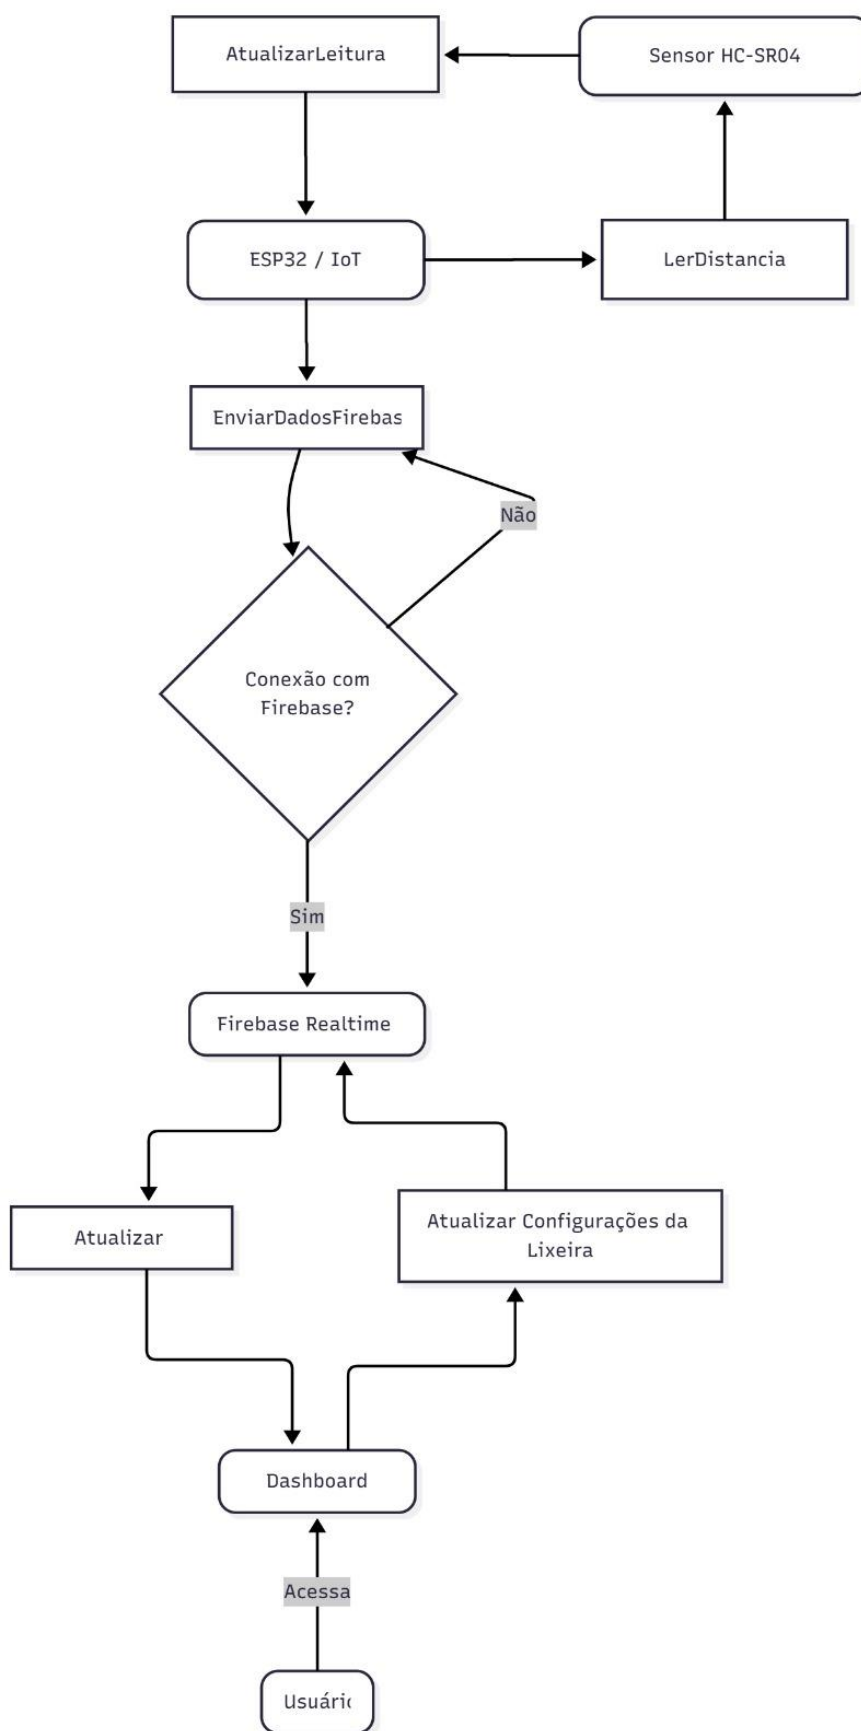 AtualizarLeitura
Sensor HC-SR04
ESP32 / IoT
LerDistancia
EnviarDadosFirebas
Não
Conexão com
Firebase?
Sim
Firebase Realtime
Atualizar
Atualizar Configurações da
Lixeira
Dashboard
Acessa
Usuári